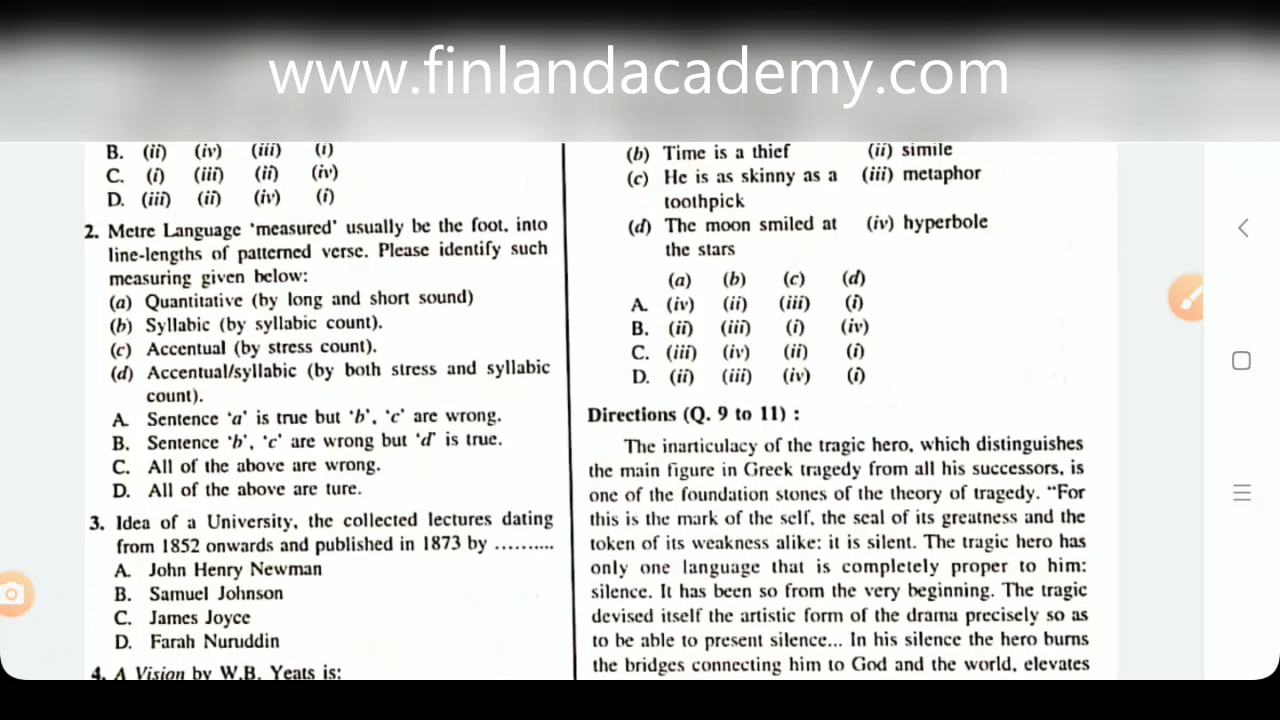 www.finlandacademy.com
B. (ii) (iv) (iii) (i)
C. (i) (iii) (ii) (iv)
D. (iii) (ii) (iv) (i)
2. Metre Language 'measured' usually be the foot, into
line-lengths of patterned verse. Please identify such
measuring given below:
(a) Quantitative (by long and short sound)
(b) Syllabic (by syllabic count).
(c) Accentual (by stress count).
(d) Accentual/syllabic (by both stress and syllabic
count).
A. Sentence 'a' is true but 'b', 'c' are wrong.
B. Sentence 'b', 'c' are wrong but 'd' is true.
C. All of the above are wrong.
D. All of the above are ture.
3. Idea of a University, the collected lectures dating
from 1852 onwards and published in 1873 by ..........
A. John Henry Newman
B. Samuel Johnson
C. James Joyce
D. Farah Nuruddin
4. A Vision by W.B. Yeats is:
(b) Time is a thief (ii) simile
(c) He is as skinny as a (iii) metaphor
toothpick
(d) The moon smiled at (iv) hyperbole
the stars
(a) (b) (c) (d)
A. (iv) (ii) (iii) (i)
B. (ii) (iii) (i) (iv)
C. (iii) (iv) (ii) (i)
D. (ii) (iii) (iv) (i)
Directions (Q. 9 to 11) :
The inarticulacy of the tragic hero, which distinguishes
the main figure in Greek tragedy from all his successors, is
one of the foundation stones of the theory of tragedy. "For
this is the mark of the self, the seal of its greatness and the
token of its weakness alike: it is silent. The tragic hero has
only one language that is completely proper to him:
silence. It has been so from the very beginning. The tragic
devised itself the artistic form of the drama precisely so as
to be able to present silence... In his silence the hero burns
the bridges connecting him to God and the world, elevates